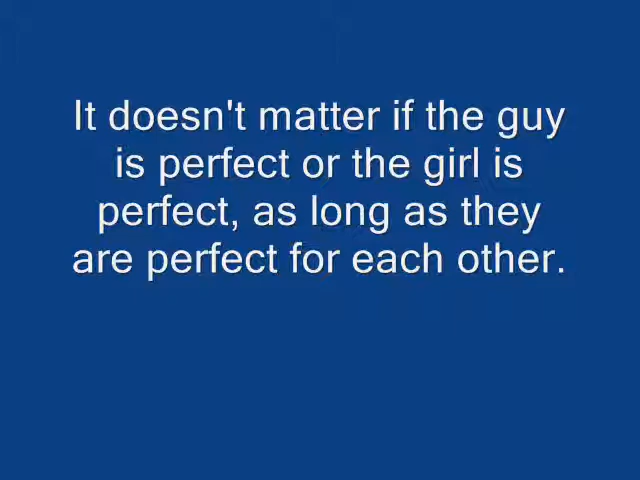 It doesn't matter if the guy
is perfect or the girl is
perfect, as long as they
are perfect for each other.